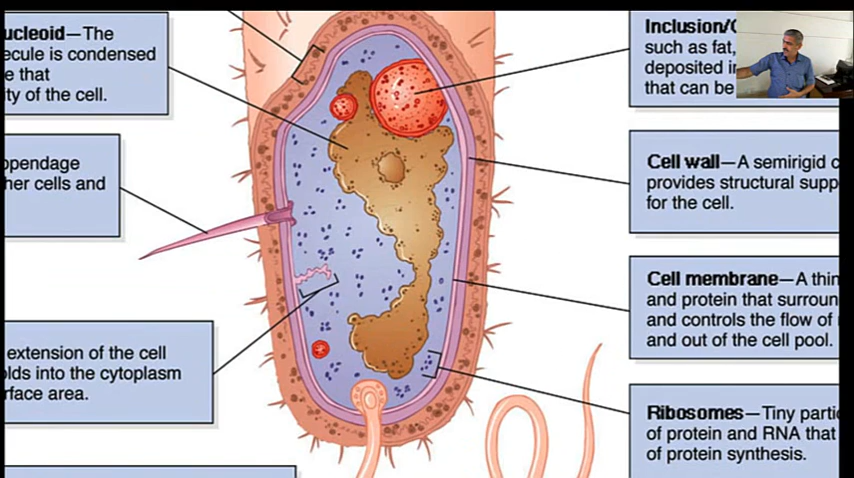 ucleoid—The
ecule is condensed
e that
ity of the cell.
ppendage
her cells and
extension of the cell
olds into the cytoplasm
rface area.
Inclusion/
such as fat,
deposited i
that can be
Cell wall—A semirigid c
provides structural supp
for the cell.
Cell membrane—A thin
and protein that surroun
and controls the flow of
and out of the cell pool.
Ribosomes—Tiny parti
of protein and RNA that
of protein synthesis.